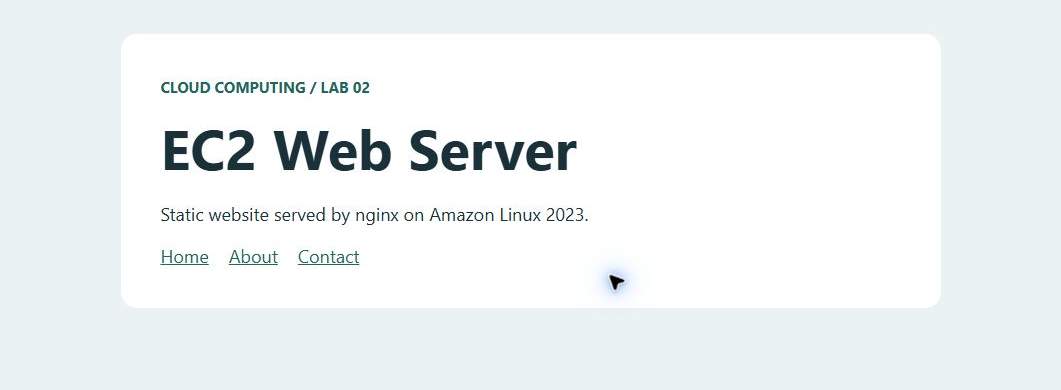 CLOUD COMPUTING / LAB 02
EC2 Web Server
Static website served by nginx on Amazon Linux 2023.
Home About Contact